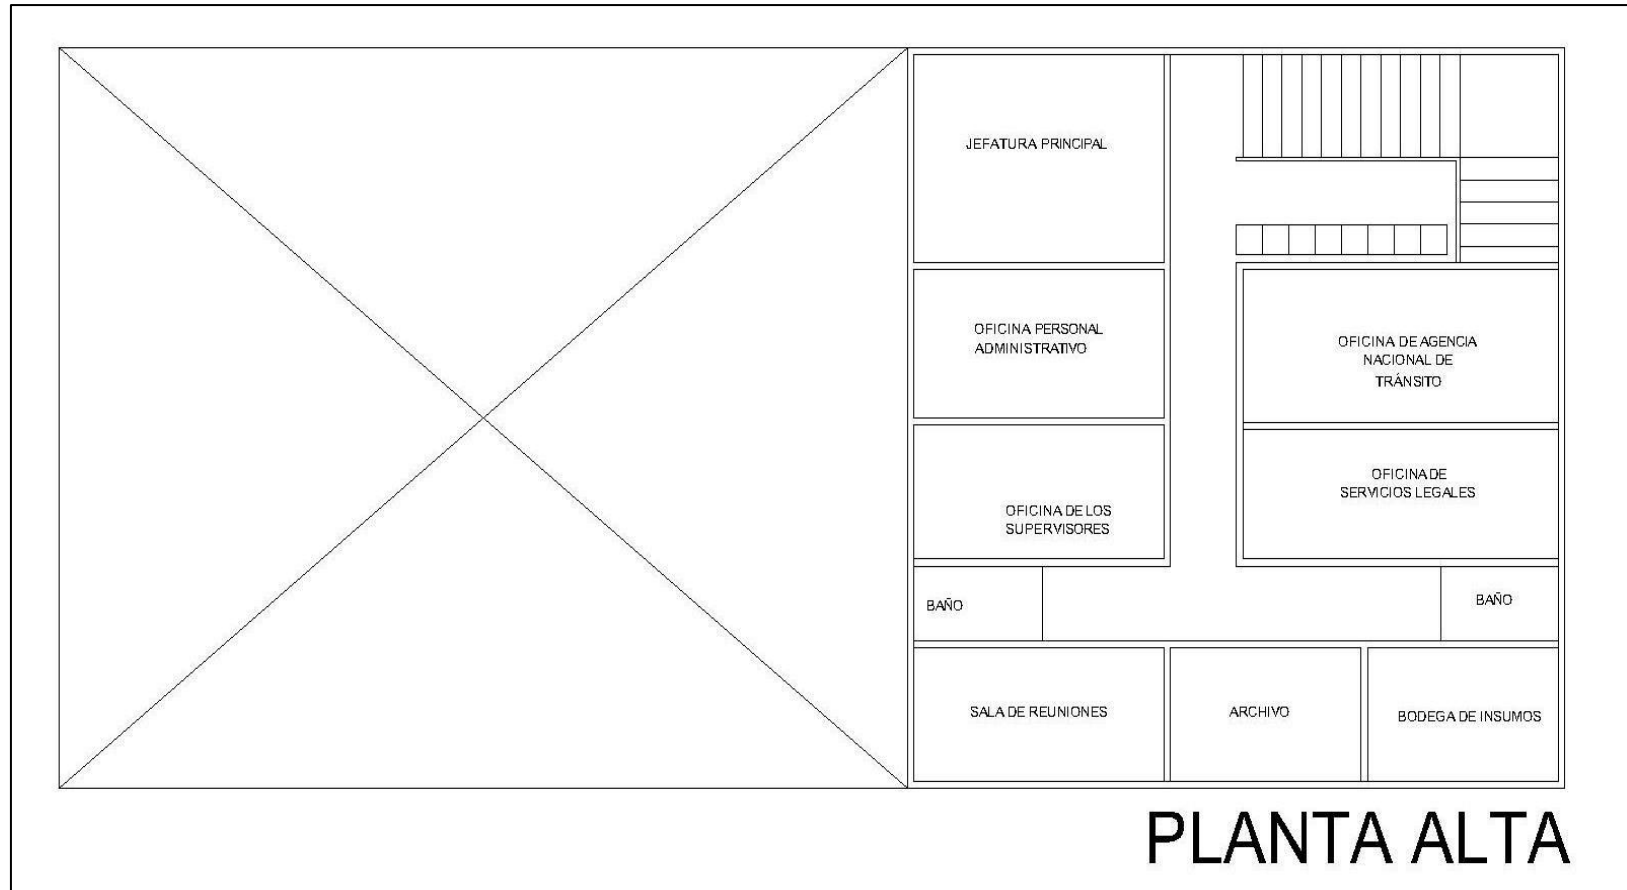 JEFATURA PRINCIPAL
OFICINA PERSONAL
ADMINISTRATIVO
OFICINA DE AGENCIA
NACIONAL DE
TRÁNSITO
OFICINA DE LOS
SUPERVISORES
OFICINA DE
SERVICIOS LEGALES
BAÑO
BAÑO
SALA DE REUNIONES
ARCHIVO
BODEGA DE INSUMOS
PLANTA ALTA